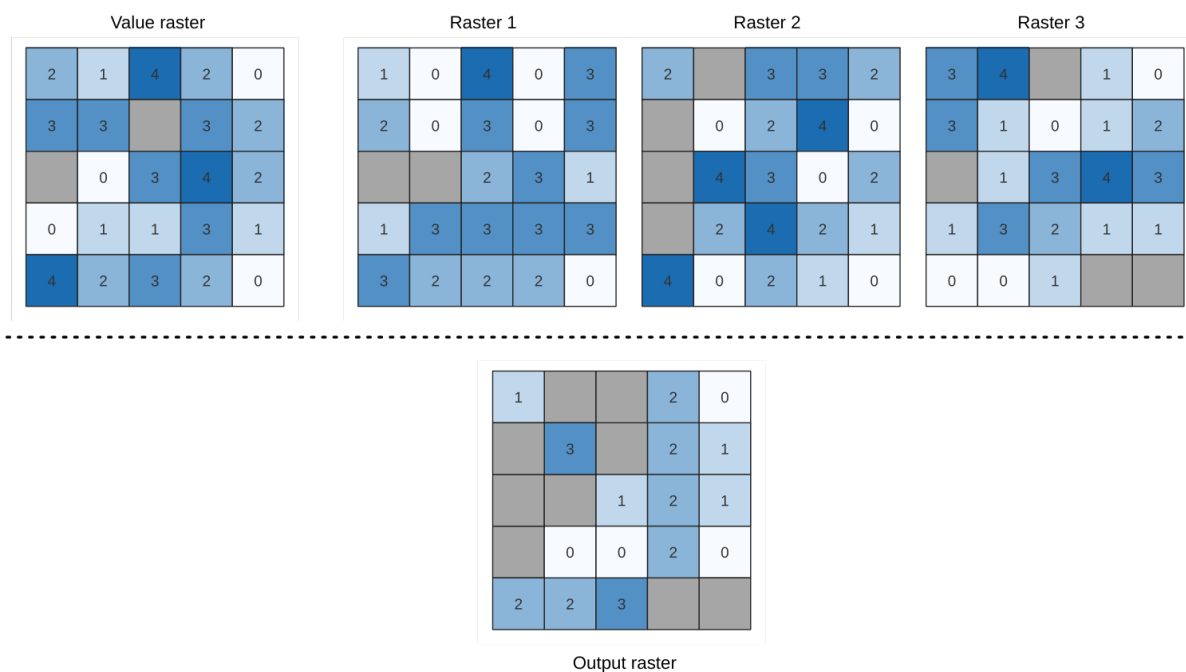 Value raster Raster 1 Raster 2 Raster 3
2 1 4 2 0 1 0 4 0 3 2 3 3 2 3 4 1 0
3 3 3 2 2 0 3 0 3 0 2 4 0 3 1 0 1 2
0 3 4 2 2 3 1 4 3 0 2 1 3 4 3
0 1 1 3 1 1 3 3 3 3 2 4 2 1 1 3 2 1 1
4 2 3 2 0 3 2 2 2 0 4 0 2 1 0 0 0 1
1 2 0
3 2 1
1 2 1
0 0 2 0
2 2 3
Output raster